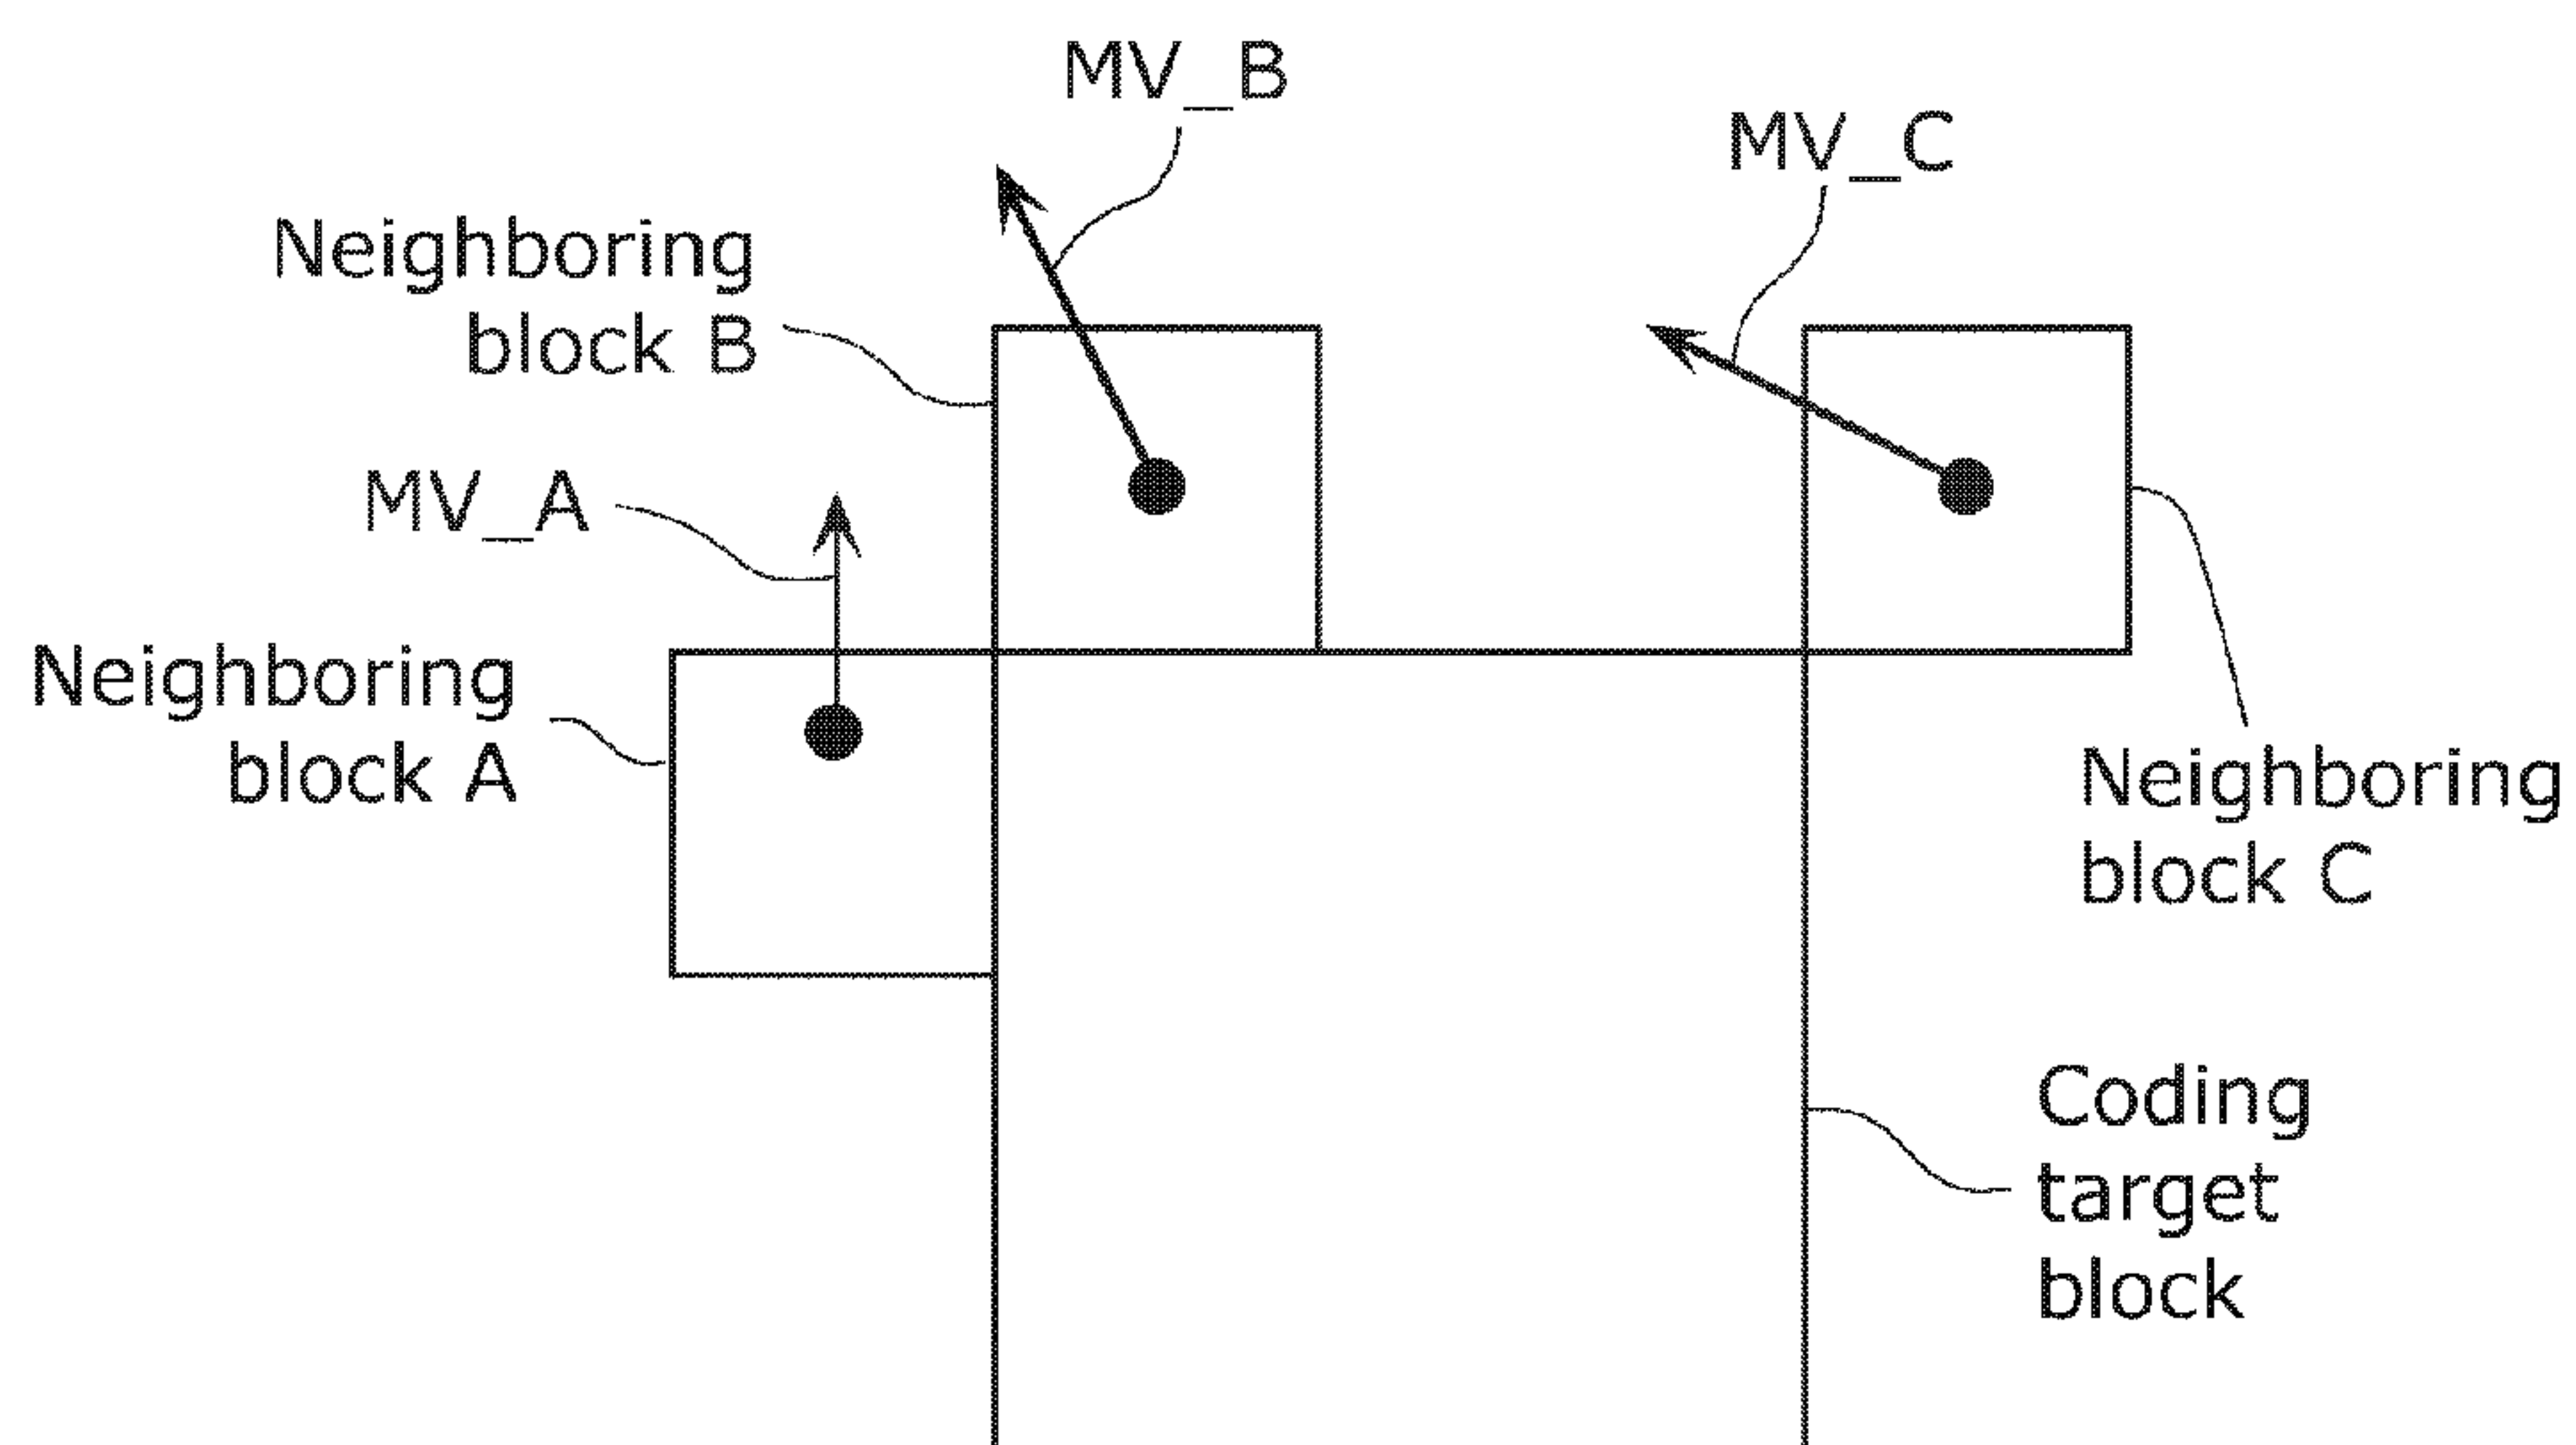 MV_B
MV_C
Neighboring
block B
MV_A
Neighboring
block A
Neighboring
block C
Coding
target
block